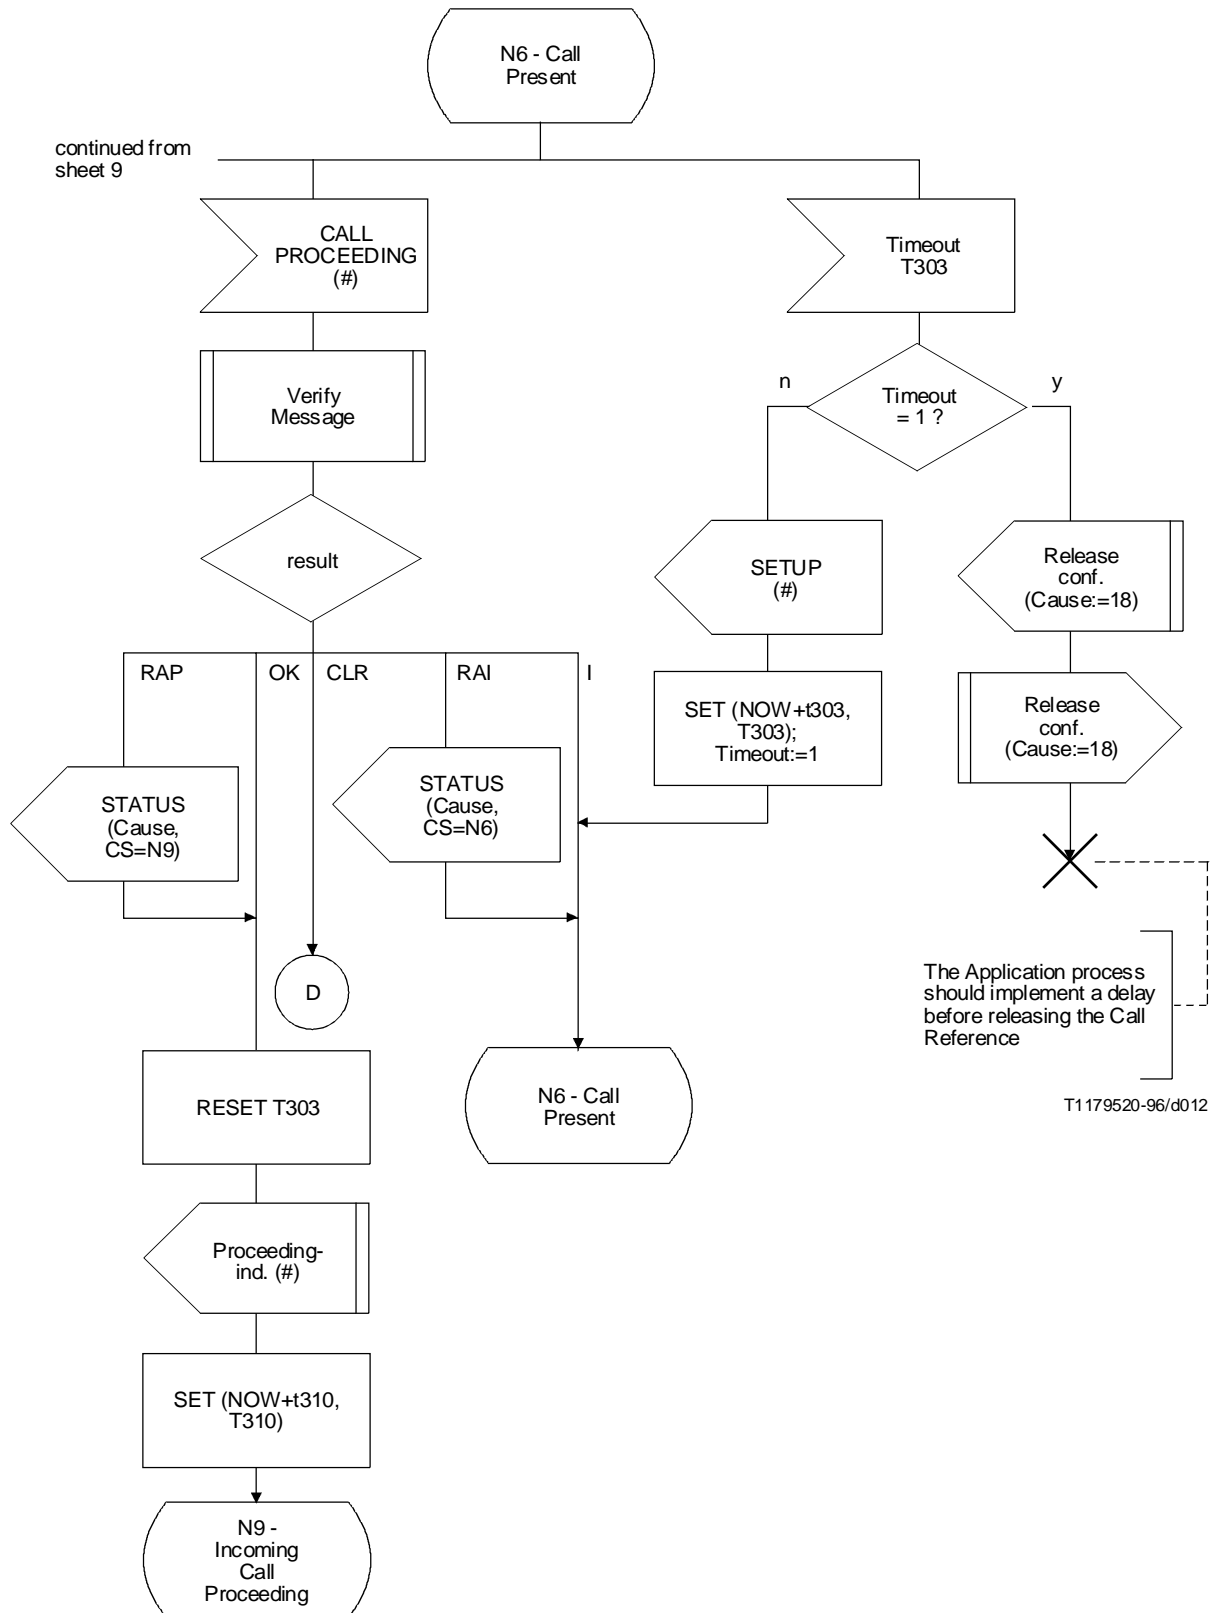 N6 - Call
Present
continued from
sheet 9
CALL
PROCEEDING
(#)
Timeout
T303
Verify
Message
n
Timeout
= 1 ?
y
result
SETUP
(#)
Release
conf.
(Cause:=18)
RAP
OK
CLR
RAI
I
SET (NOW+t303,
T303);
Timeout:=1
Release
conf.
(Cause:=18)
STATUS
(Cause,
CS=N9)
STATUS
(Cause,
CS=N6)
D
The Application process
should implement a delay
before releasing the Call
Reference
RESET T303
N6 - Call
Present
T1179520-96/d012
Proceeding-
ind. (#)
SET (NOW+t310,
T310)
N9 -
Incoming
Call
Proceeding